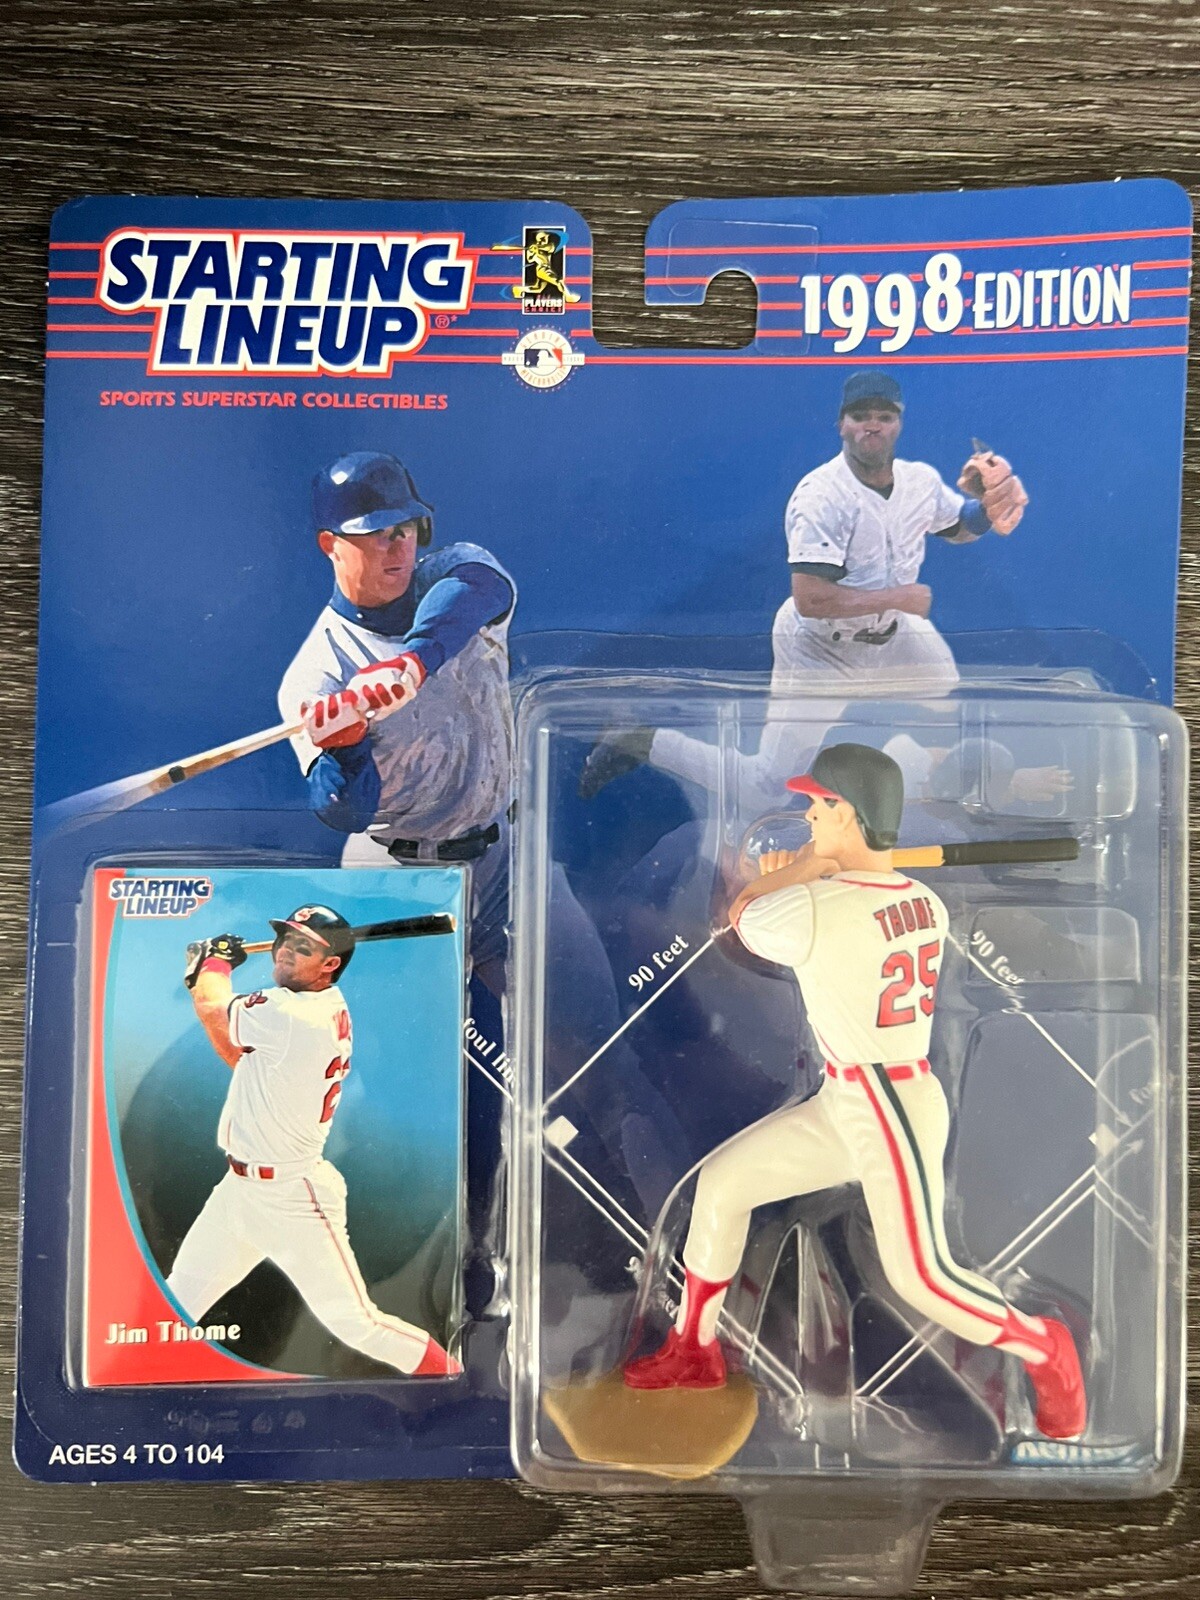 STARTING
LINEUP
SPORTS SUPERSTAR COLLECTIBLES
PLAYERS
CHOICE
1998 EDITION
STARTING
LINEUP
THOME
25
90 feet
90 feet
foul
Jim Thome
AGES 4 TO 104